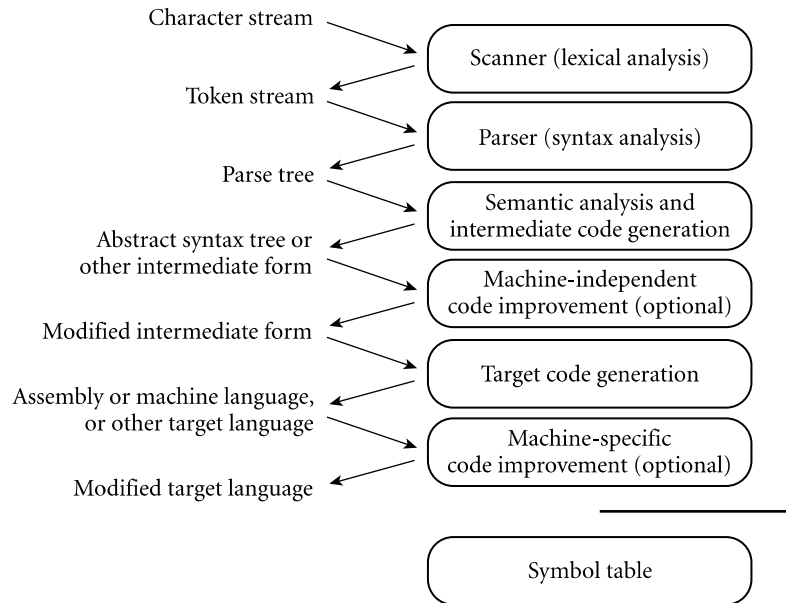 Character stream
Scanner (lexical analysis)
Token stream
Parser (syntax analysis)
Parse tree
Semantic analysis and
intermediate code generation
Abstract syntax tree or
other intermediate form
Machine-independent
code improvement (optional)
Modified intermediate form
Target code generation
Assembly or machine language,
or other target language
Machine-specific
code improvement (optional)
Modified target language
Symbol table